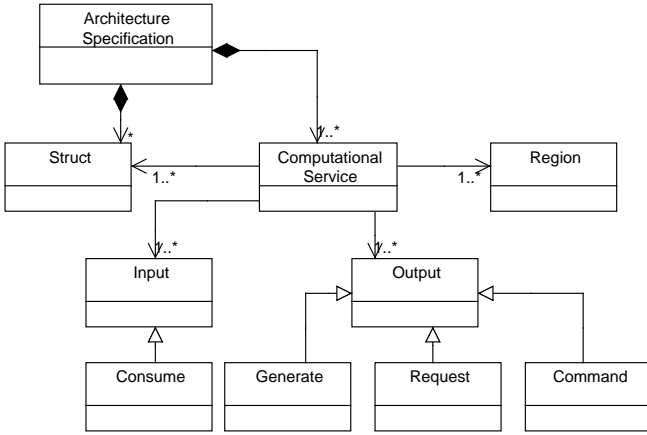 Architecture
Specification
*
1..*
Struct
Computational
Service
Region
1..*
1..*
1..*
1..*
Input
Output
Consume
Generate
Request
Command